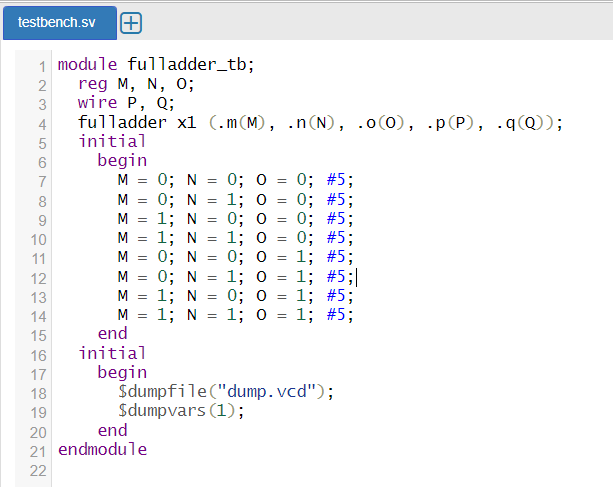 testbench.sv
1 module fulladder_tb;
2 reg M, N, O;
3 wire P, Q;
4 fulladder x1 (.m(M), .n(N), .o(O), .p(P), .q(Q));
5 initial
6 begin
7 M = 0; N = 0; O = 0; #5;
8 M = 0; N = 1; O = 0; #5;
9 M = 1; N = 0; O = 0; #5;
10 M = 1; N = 1; O = 0; #5;
11 M = 0; N = 0; O = 1; #5;
12 M = 0; N = 1; O = 1; #5;
13 M = 1; N = 0; O = 1; #5;
14 M = 1; N = 1; O = 1; #5;
15 end
16 initial
17 begin
18 $dumpfile("dump.vcd");
19 $dumpvars(1);
20 end
21 endmodule
22